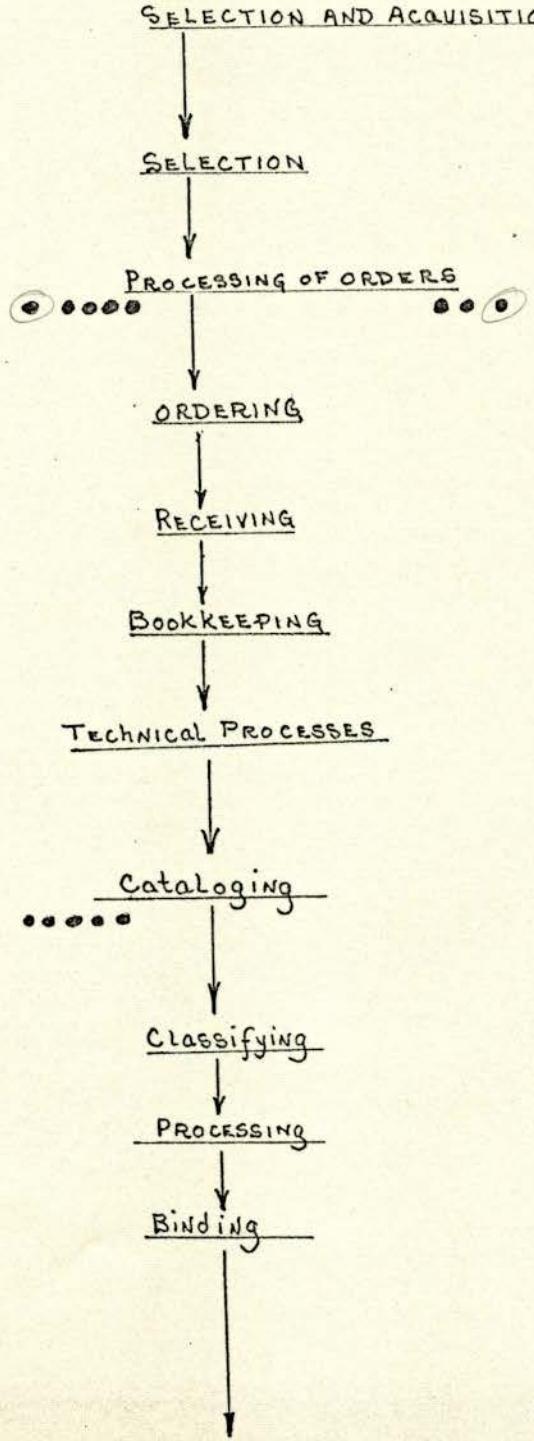 SELECTION AND ACQUISITIO
SELECTION
PROCESSING OF ORDERS
ORDERING
RECEIVING
BOOKKEEPING
TECHNICAL PROCESSES
CATALOGING
CLASSIFYING
PROCESSING
BINDING